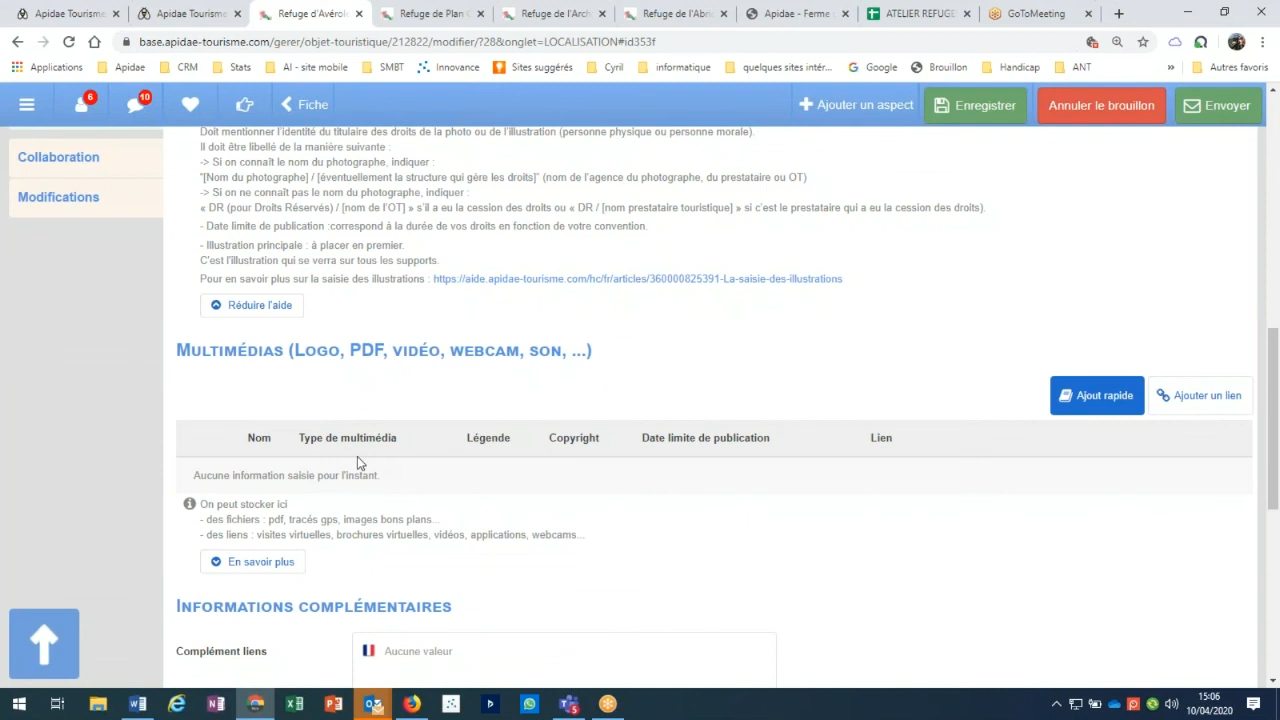 Apidae Tourisme
Apidae Tourisme
Refuge d'Avérole
Refuge de Plan
Refuge de l'Arc
Refuge de l'Abri
Apidae - Ferme
ATELIER REFUGE
GoToMeeting
base.apidae-tourisme.com/gerer/objet-touristique/212822/modifier/?28&onglet=LOCALISATION#id353f
Applications
Apidae
CRM
Stats
AI - site mobile
SMBT
Innovance
Sites suggérés
Cyril
informatique
quelques sites intér...
Google
Brouillon
Handicap
ANT
»
Autres favoris
6
10
Fiche
Ajouter un aspect
Enregistrer
Annuler le brouillon
Envoyer
Collaboration
Modifications
Doit mentionner l'identité du titulaire des droits de la photo ou de l'illustration (personne physique ou personne morale).
Il doit être libellé de la manière suivante :
-> Si on connaît le nom du photographe, indiquer :
"[Nom du photographe] / [éventuellement la structure qui gère les droits]" (nom de l'agence du photographe, du prestataire ou OT)
-> Si on ne connaît pas le nom du photographe, indiquer :
« DR (pour Droits Réservés) / [nom de l'OT] » s'il a eu la cession des droits ou « DR / [nom prestataire touristique] » si c'est le prestataire qui a eu la cession des droits).
- Date limite de publication :correspond à la durée de vos droits en fonction de votre convention.
- Illustration principale : à placer en premier.
C'est l'illustration qui se verra sur tous les supports.
Pour en savoir plus sur la saisie des illustrations : https://aide.apidae-tourisme.com/hc/fr/articles/360000825391-La-saisie-des-illustrations
Réduire l'aide
MULTIMÉDIAS (LOGO, PDF, VIDÉO, WEBCAM, SON, ...)
Ajout rapide
Ajouter un lien
Nom
Type de multimédia
Légende
Copyright
Date limite de publication
Lien
Aucune information saisie pour l'instant.
On peut stocker ici
- des fichiers : pdf, tracés gps, images bons plans...
- des liens : visites virtuelles, brochures virtuelles, vidéos, applications, webcams...
En savoir plus
INFORMATIONS COMPLÉMENTAIRES
Complément liens
Aucune valeur
15:06
10/04/2020